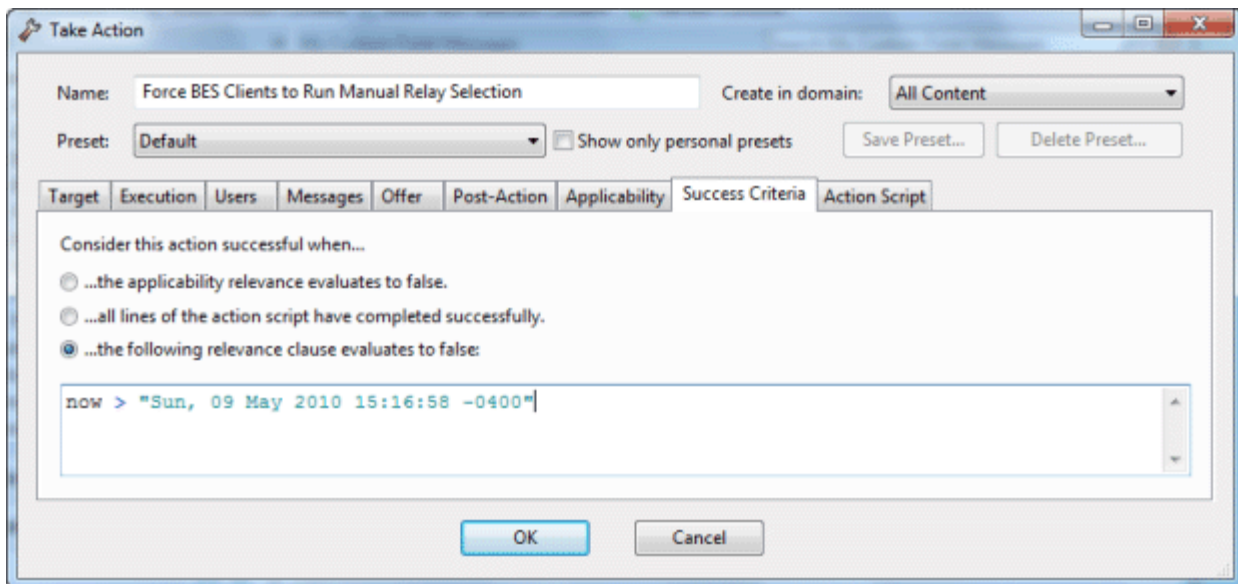 Take Action
Name: Force BES Clients to Run Manual Relay Selection Create in domain: All Content
Preset: Default Show only personal presets Save Preset... Delete Preset...
Target Execution Users Messages Offer Post-Action Applicability Success Criteria Action Script
Consider this action successful when...
...the applicability relevance evaluates to false.
...all lines of the action script have completed successfully.
...the following relevance clause evaluates to false:
now > "Sun, 09 May 2010 15:16:58 -0400"
OK Cancel